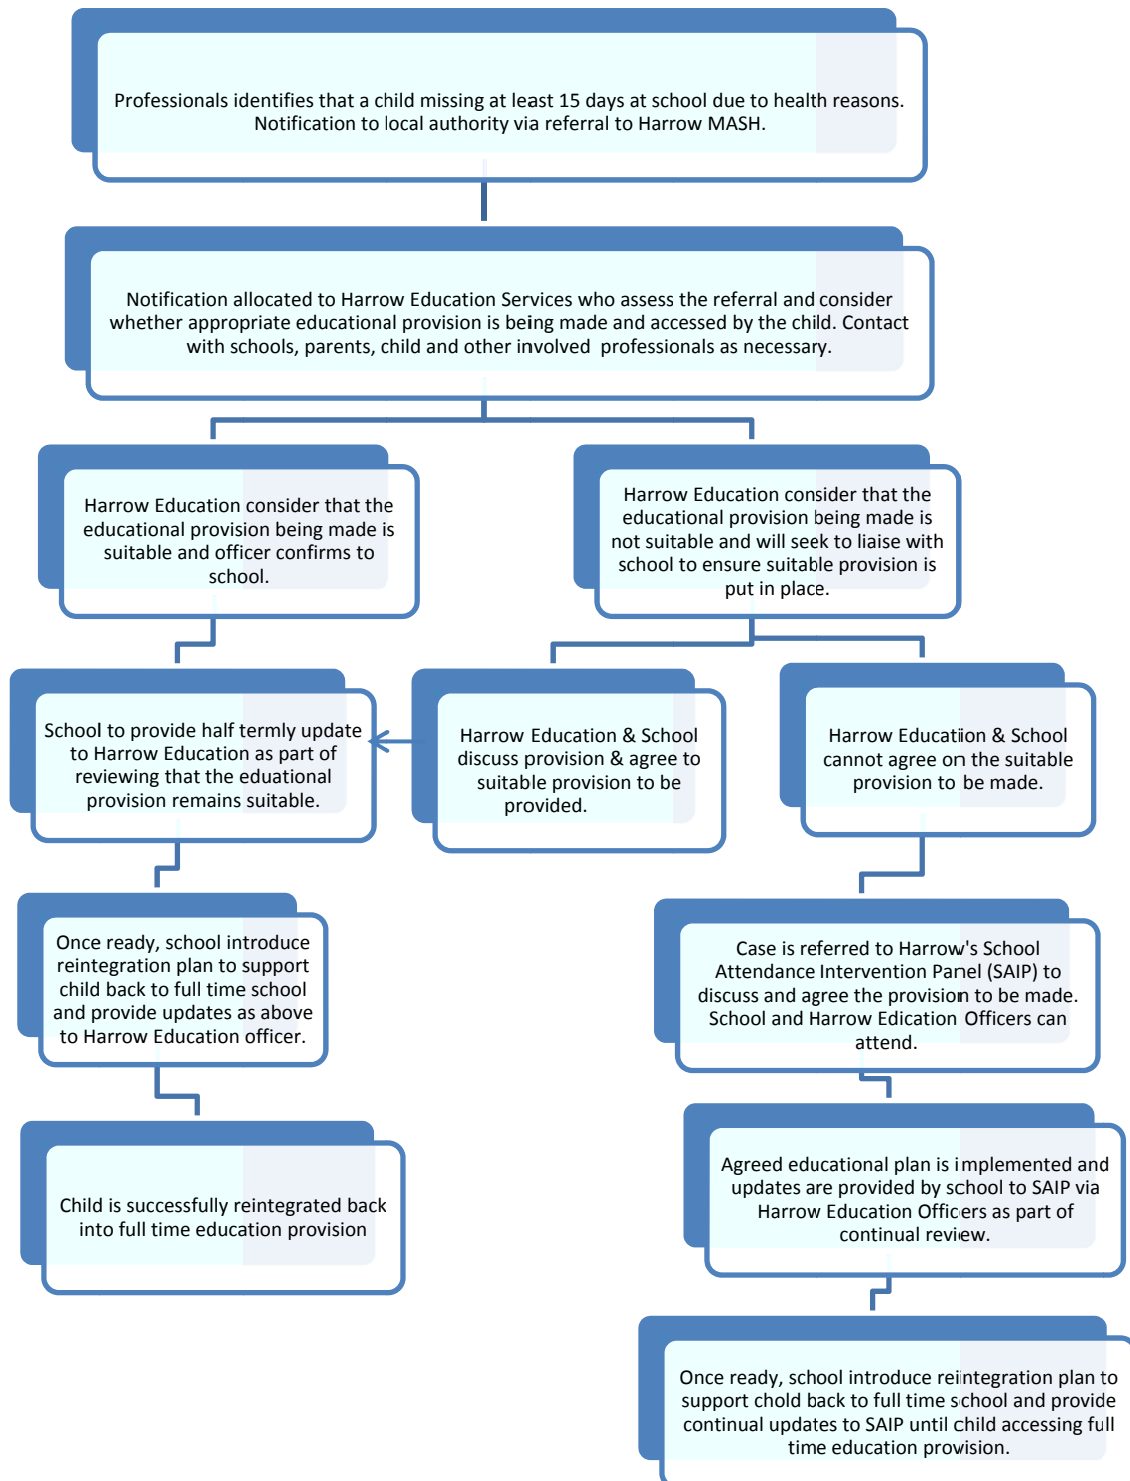 Professionals identifies that a child missing at least 15 days at school due to health reasons.
Notification to local authority via referral to Harrow MASH.
Notification allocated to Harrow Education Services who assess the referral and consider
whether appropriate educational provision is being made and accessed by the child. Contact
with schools, parents, child and other involved  professionals as necessary.
Harrow Education consider that the
educational provision being made is
suitable and officer confirms to
school.
Harrow Education consider that the
educational provision being made is
not suitable and will seek to liaise with
school to ensure suitable provision is
put in place.
School to provide half termly update
to Harrow Education as part of
reviewing that the eduational
provision remains suitable.
Harrow Education & School
discuss provision & agree to
suitable provision to be
provided.
Harrow Education & School
cannot agree on the suitable
provision to be made.
Once ready, school introduce
reintegration plan to support
child back to full time school
and provide updates as above
to Harrow Education officer.
Case is referred to Harrow's School
Attendance Intervention Panel (SAIP) to
discuss and agree the provision to be made.
School and Harrow Edication Officers can
attend.
Child is successfully reintegrated back
into full time education provision
Agreed educational plan is implemented and
updates are provided by school to SAIP via
Harrow Education Officers as part of
continual review.
Once ready, school introduce reintegration plan to
support chold back to full time school and provide
continual updates to SAIP until child accessing full
time education provision.